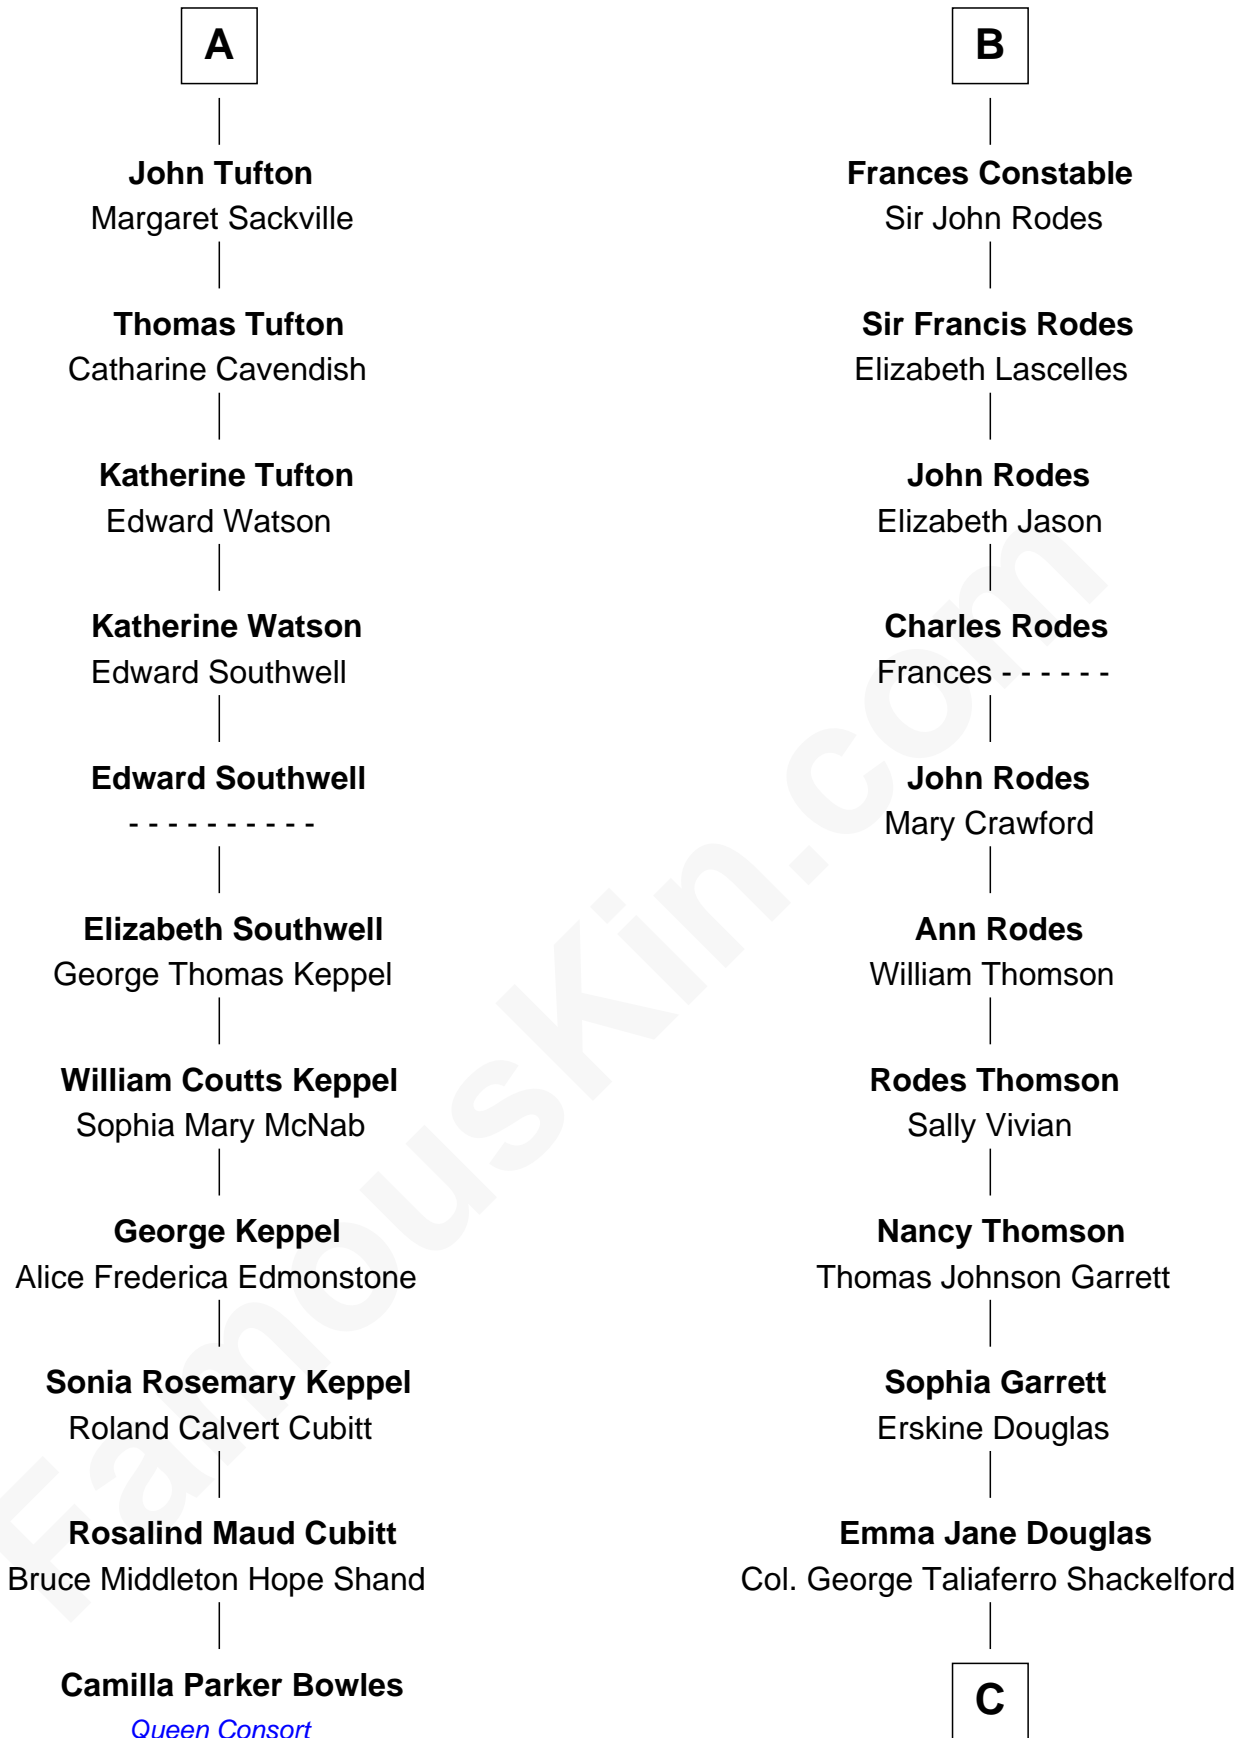 A
John Tufton
Margaret Sackville
Thomas Tufton
Catharine Cavendish
Katherine Tufton
Edward Watson
Katherine Watson
Edward Southwell
Edward Southwell
- - - - - - - - - -
Elizabeth Southwell
George Thomas Keppel
William Coutts Keppel
Sophia Mary McNab
George Keppel
Alice Frederica Edmonstone
Sonia Rosemary Keppel
Roland Calvert Cubitt
Rosalind Maud Cubitt
Bruce Middleton Hope Shand
Camilla Parker Bowles
Queen Consort
B
Frances Constable
Sir John Rodes
Sir Francis Rodes
Elizabeth Lascelles
John Rodes
Elizabeth Jason
Charles Rodes
Frances - - - - - -
John Rodes
Mary Crawford
Ann Rodes
William Thomson
Rodes Thomson
Sally Vivian
Nancy Thomson
Thomas Johnson Garrett
Sophia Garrett
Erskine Douglas
Emma Jane Douglas
Col. George Taliaferro Shackelford
C
FamousKin.com